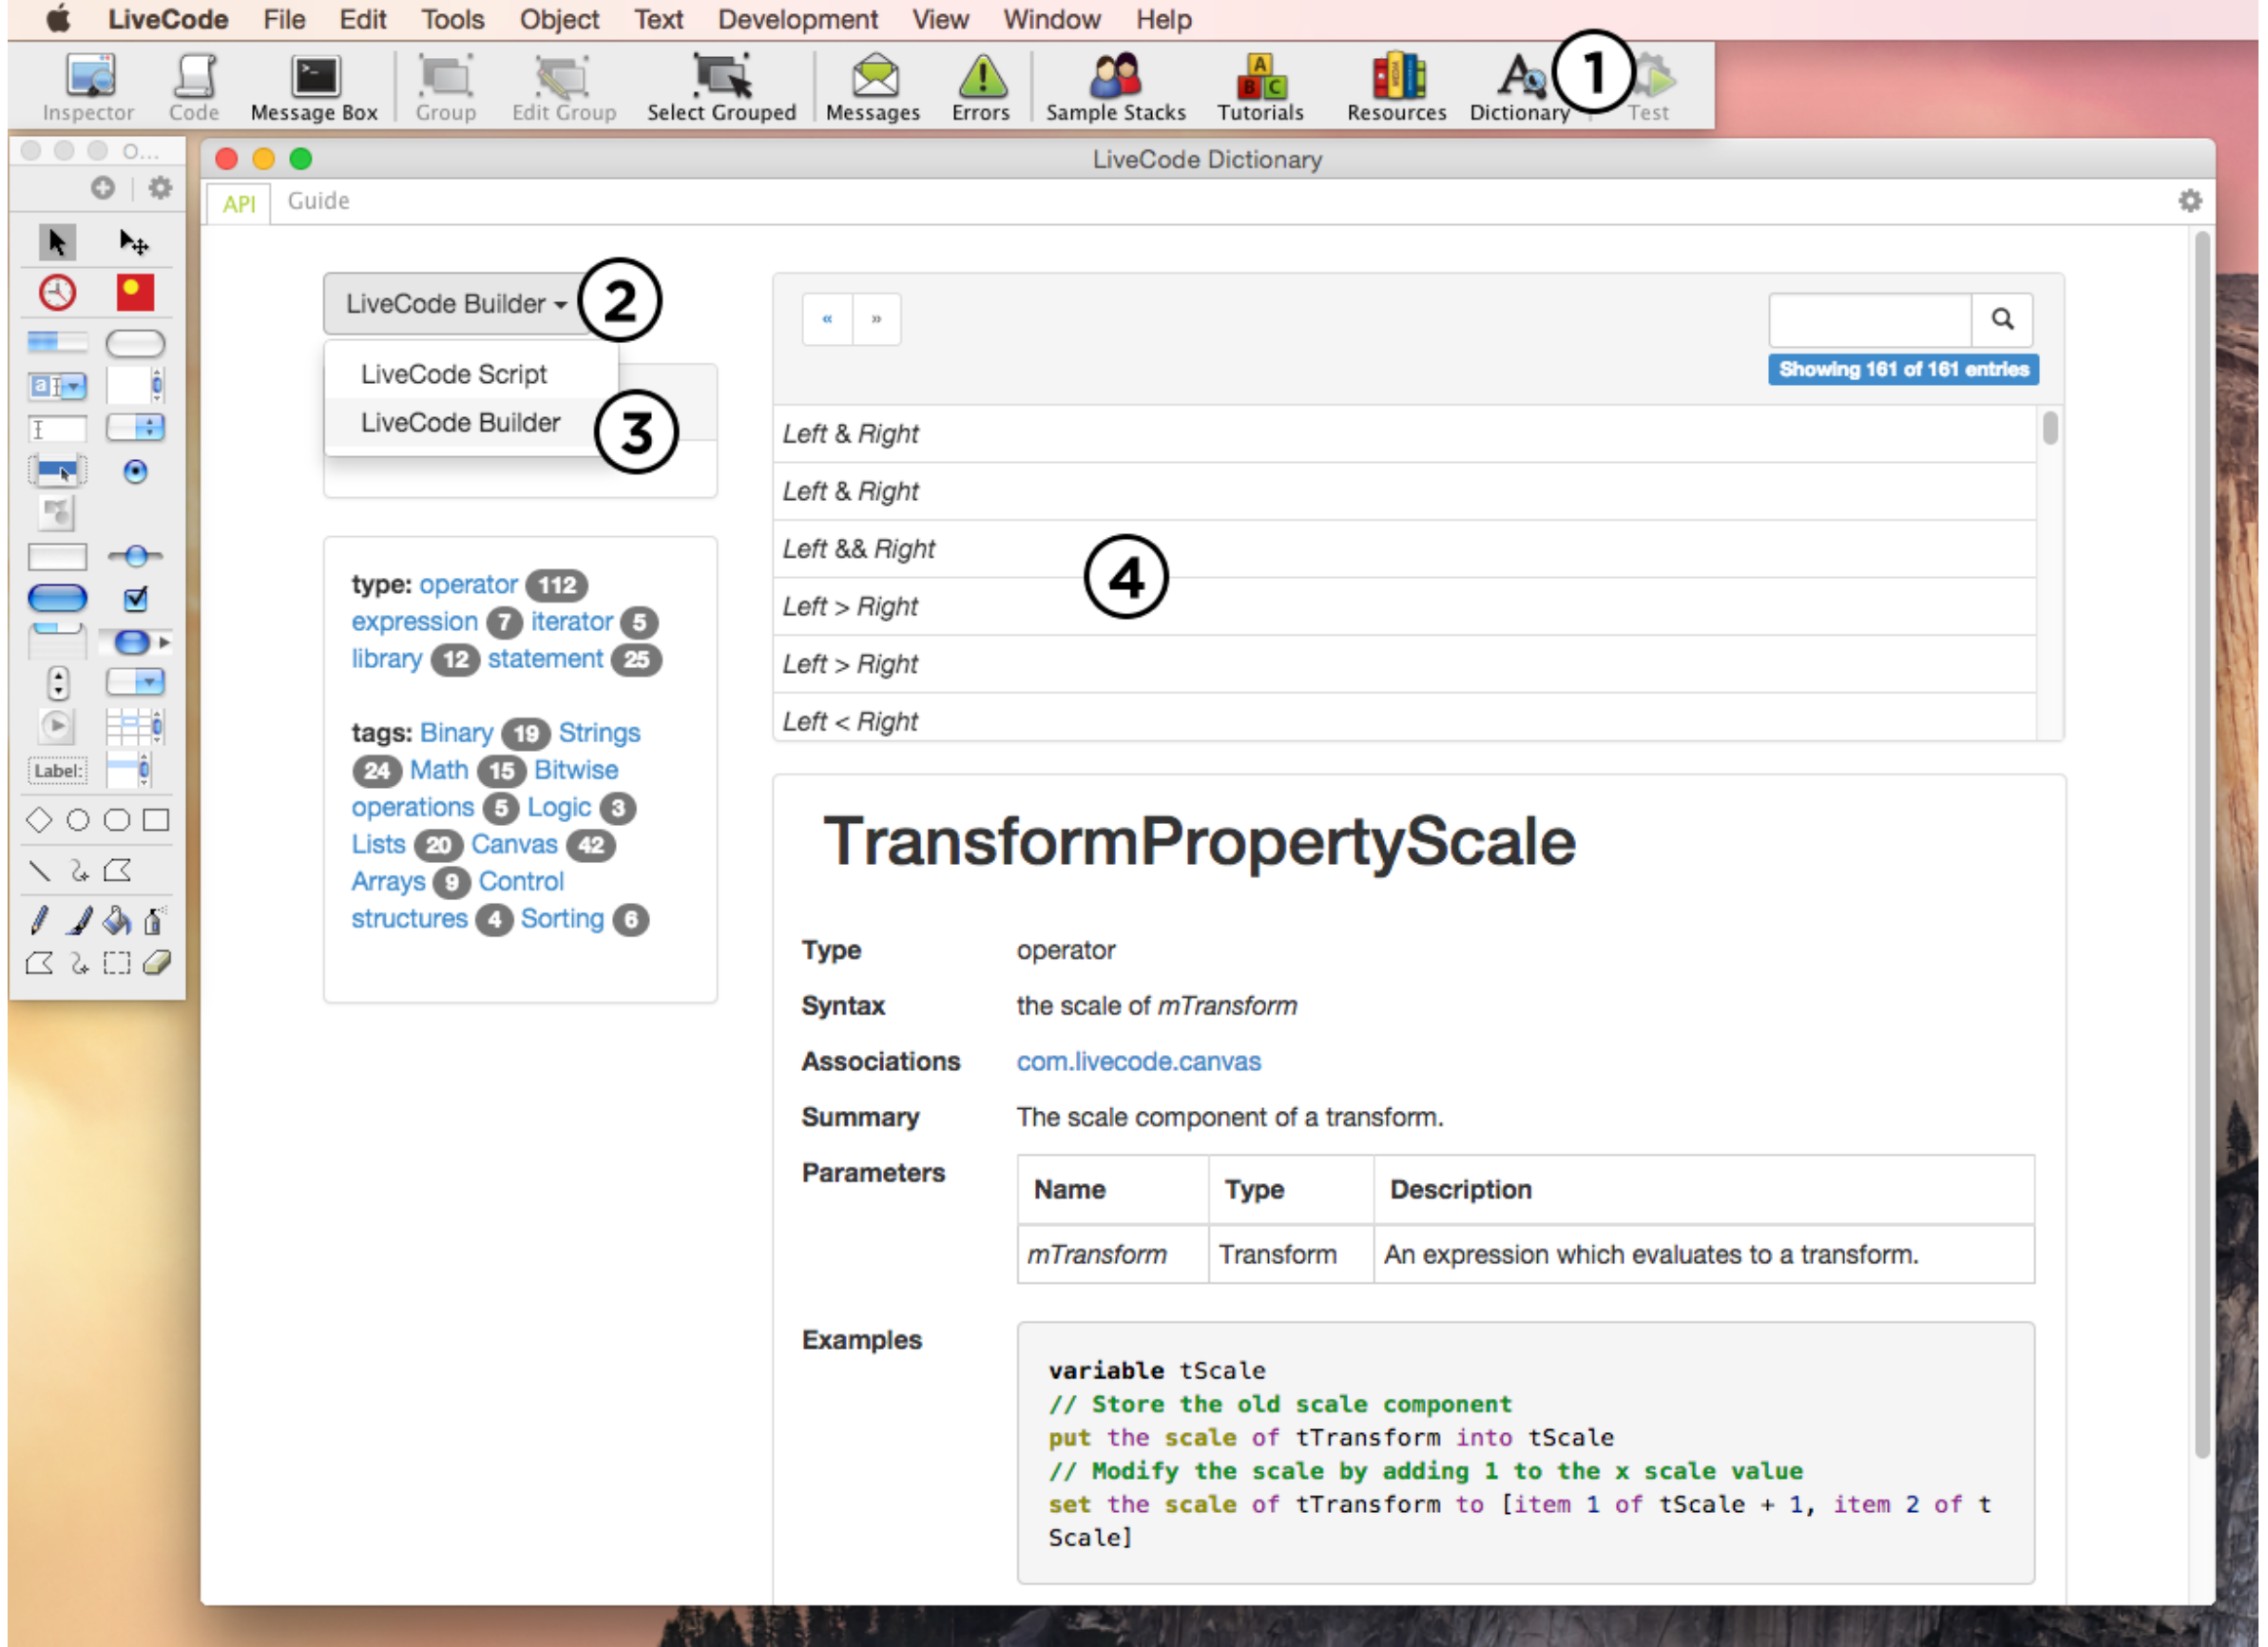 LiveCode File Edit Tools Object Text Development View Window Help
Inspector Code Message Box Group Edit Group Select Grouped Messages Errors Sample Stacks Tutorials Resources Dictionary Test
1
O...
LiveCode Dictionary
API Guide
LiveCode Builder
2
LiveCode Script
LiveCode Builder
3
« »
Showing 161 of 161 entries
Left & Right
Left & Right
Left && Right
4
Left > Right
Left > Right
Left < Right
type: operator 112
expression 7 iterator 5
library 12 statement 25
tags: Binary 19 Strings
24 Math 15 Bitwise
operations 5 Logic 3
Lists 20 Canvas 42
Arrays 9 Control
structures 4 Sorting 6
Label:
TransformPropertyScale
Type operator
Syntax the scale of mTransform
Associations com.livecode.canvas
Summary The scale component of a transform.
Parameters
Name Type Description
mTransform Transform An expression which evaluates to a transform.
Examples
variable tScale
// Store the old scale component
put the scale of tTransform into tScale
// Modify the scale by adding 1 to the x scale value
set the scale of tTransform to [item 1 of tScale + 1, item 2 of t
Scale]